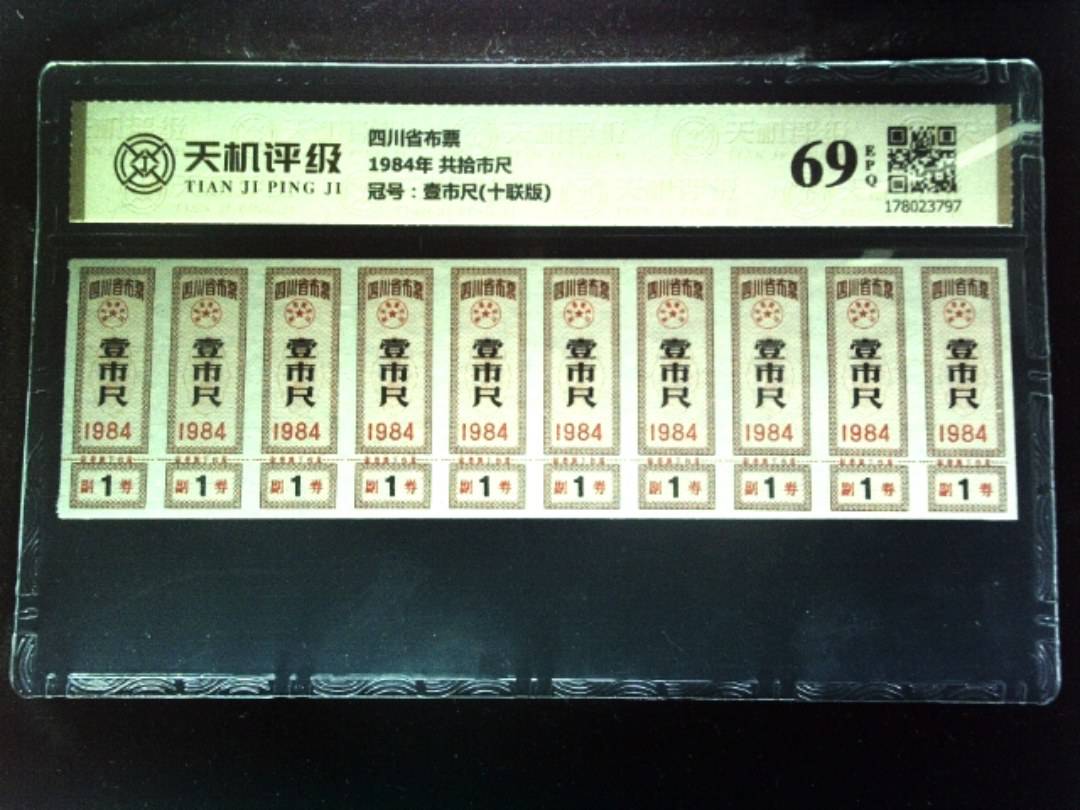 天机评级
TIAN JI PING JI
四川省布票
1984年 共拾市尺
冠号：壹市尺(十联版)
69
EPQ
178023797
四川省布票 四川省布票 四川省布票 四川省布票 四川省布票 四川省布票 四川省布票 四川省布票 四川省布票 四川省布票
壹市尺 壹市尺 壹市尺 壹市尺 壹市尺 壹市尺 壹市尺 壹市尺 壹市尺 壹市尺
1984 1984 1984 1984 1984 1984 1984 1984 1984 1984
副1券 副1券 副1券 副1券 副1券 副1券 副1券 副1券 副1券 副1券